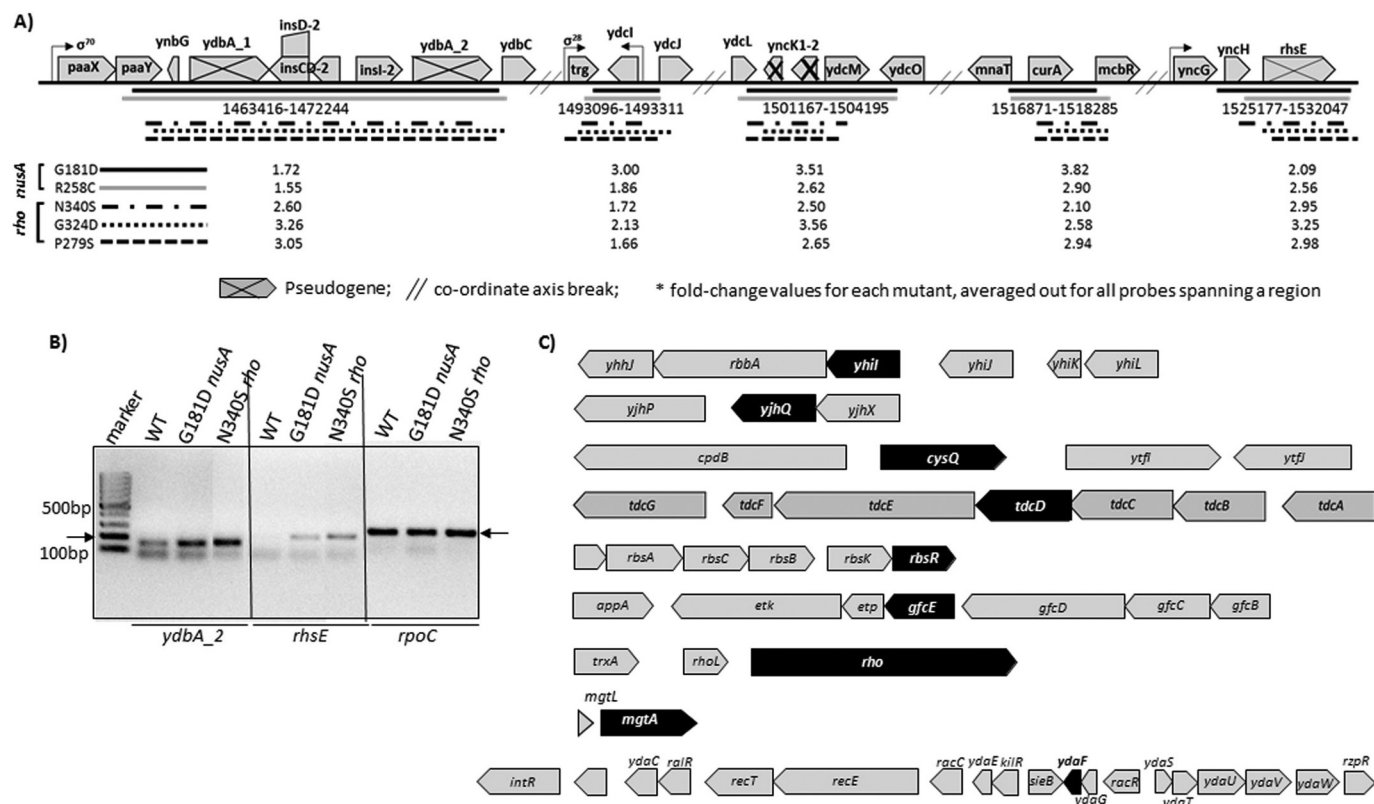 A)
σ70 ynbG ydbA_1 insD-2 ydbA_2 ydbC σ28 ydcI ydcJ ydcL yncK1-2 yncH rhsE
paaX paaY insCD-2 insI-2 trg ydcM ydcO mnaT curA mcbR yncG
1463416-1472244 1493096-1493311 1501167-1504195 1516871-1518285 1525177-1532047
nusA
G181D 1.72 3.00 3.51 3.82 2.09
R258C 1.55 1.86 2.62 2.90 2.56
rho
N340S 2.60 1.72 2.50 2.10 2.95
G324D 3.26 2.13 3.56 2.58 3.25
P279S 3.05 1.66 2.65 2.94 2.98
Pseudogene; // co-ordinate axis break; * fold-change values for each mutant, averaged out for all probes spanning a region
B)
marker WT G181D nusA N340S rho WT G181D nusA N340S rho WT G181D nusA N340S rho
500bp
100bp
ydbA_2 rhsE rpoC
C)
yhhJ rbbA yhiI yhiJ yhiK yhiL
yjhP yjhQ yjhX
cpdB cysQ ytfI ytfJ
tdcG tdcF tdcE tdcD tdcC tdcB tdcA
rbsA rbsC rbsB rbsK rbsR
appA etk etp gfcE gfcD gfcC gfcB
trxA rhoL rho
mgtL
mgtA
ydaC ralR racC ydaE kilR ydaF ydaS rzpR
intR recT recE sieB racR ydaU ydaV ydaW
ydaG ydaT